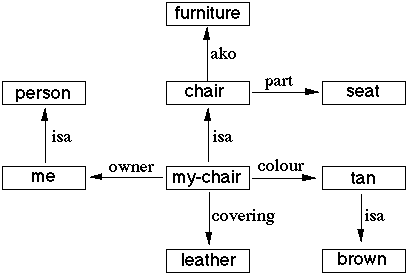 furniture
ako
person
chair
part
seat
isa
isa
me
owner
my-chair
colour
tan
covering
isa
leather
brown